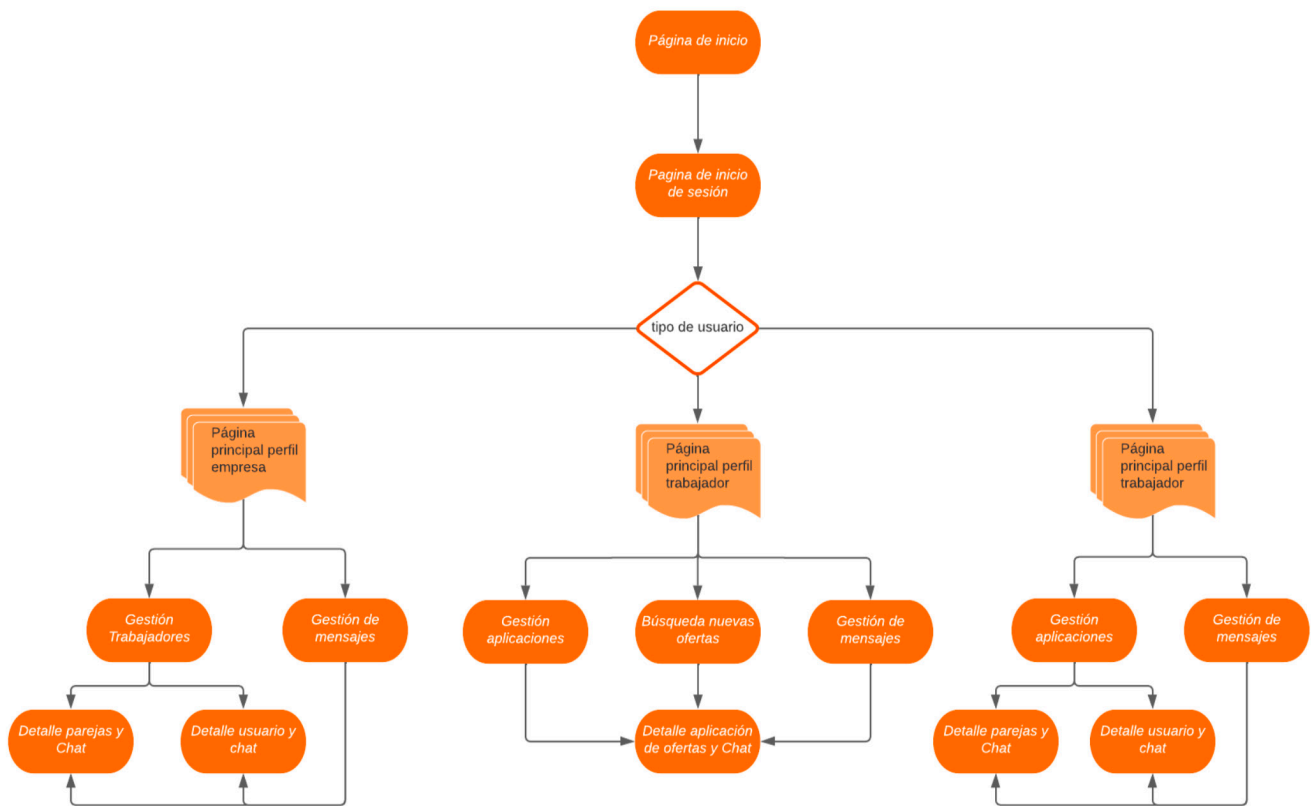 Página de inicio
Pagina de inicio
de sesión
tipo de usuario
Página
principal perfil
empresa
Página
principal perfil
trabajador
Página
principal perfil
trabajador
Gestión
Trabajadores
Gestión de
mensajes
Gestión
aplicaciones
Búsqueda nuevas
ofertas
Gestión de
mensajes
Gestión
aplicaciones
Gestión de
mensajes
Detalle parejas y
Chat
Detalle usuario y
chat
Detalle aplicación
de ofertas y Chat
Detalle parejas y
Chat
Detalle usuario y
chat